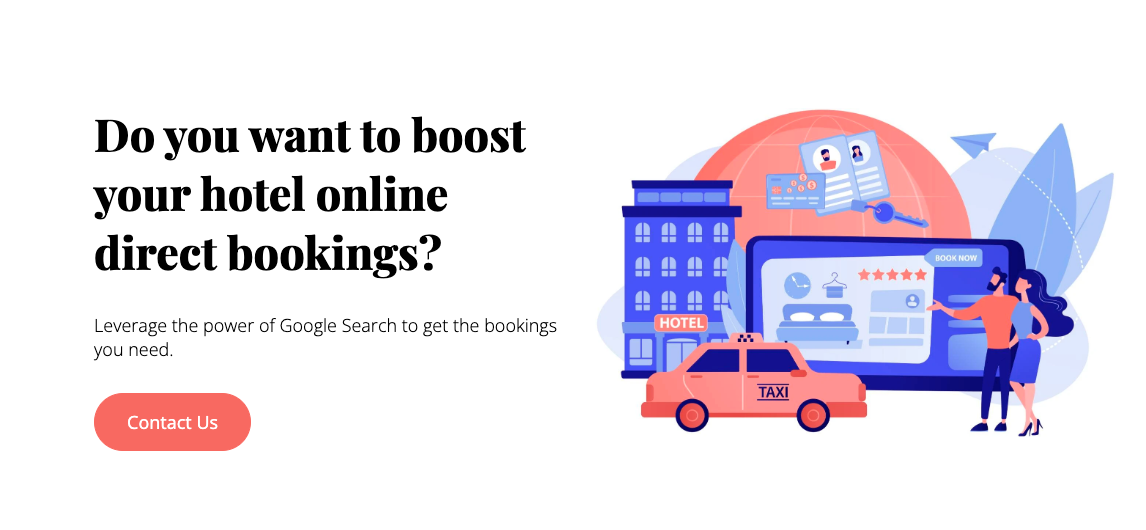 Do you want to boost
your hotel online
direct bookings?
Leverage the power of Google Search to get the bookings
you need.
Contact Us
BOOK NOW
HOTEL
TAXI